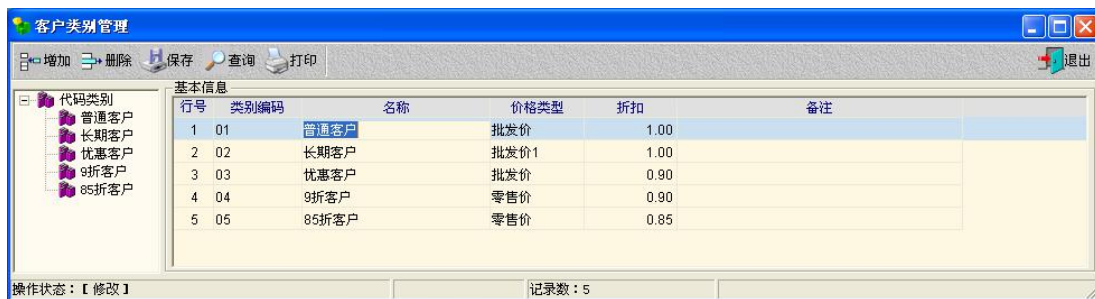 客户类别管理
增加 删除 保存 查询 打印 退出
代码类别
普通客户
长期客户
优惠客户
9折客户
85折客户
基本信息
行号 类别编码 名称 价格类型 折扣 备注
1 01 普通客户 批发价 1.00
2 02 长期客户 批发价1 1.00
3 03 优惠客户 批发价 0.90
4 04 9折客户 零售价 0.90
5 05 85折客户 零售价 0.85
操作状态：【修改】 记录数：5